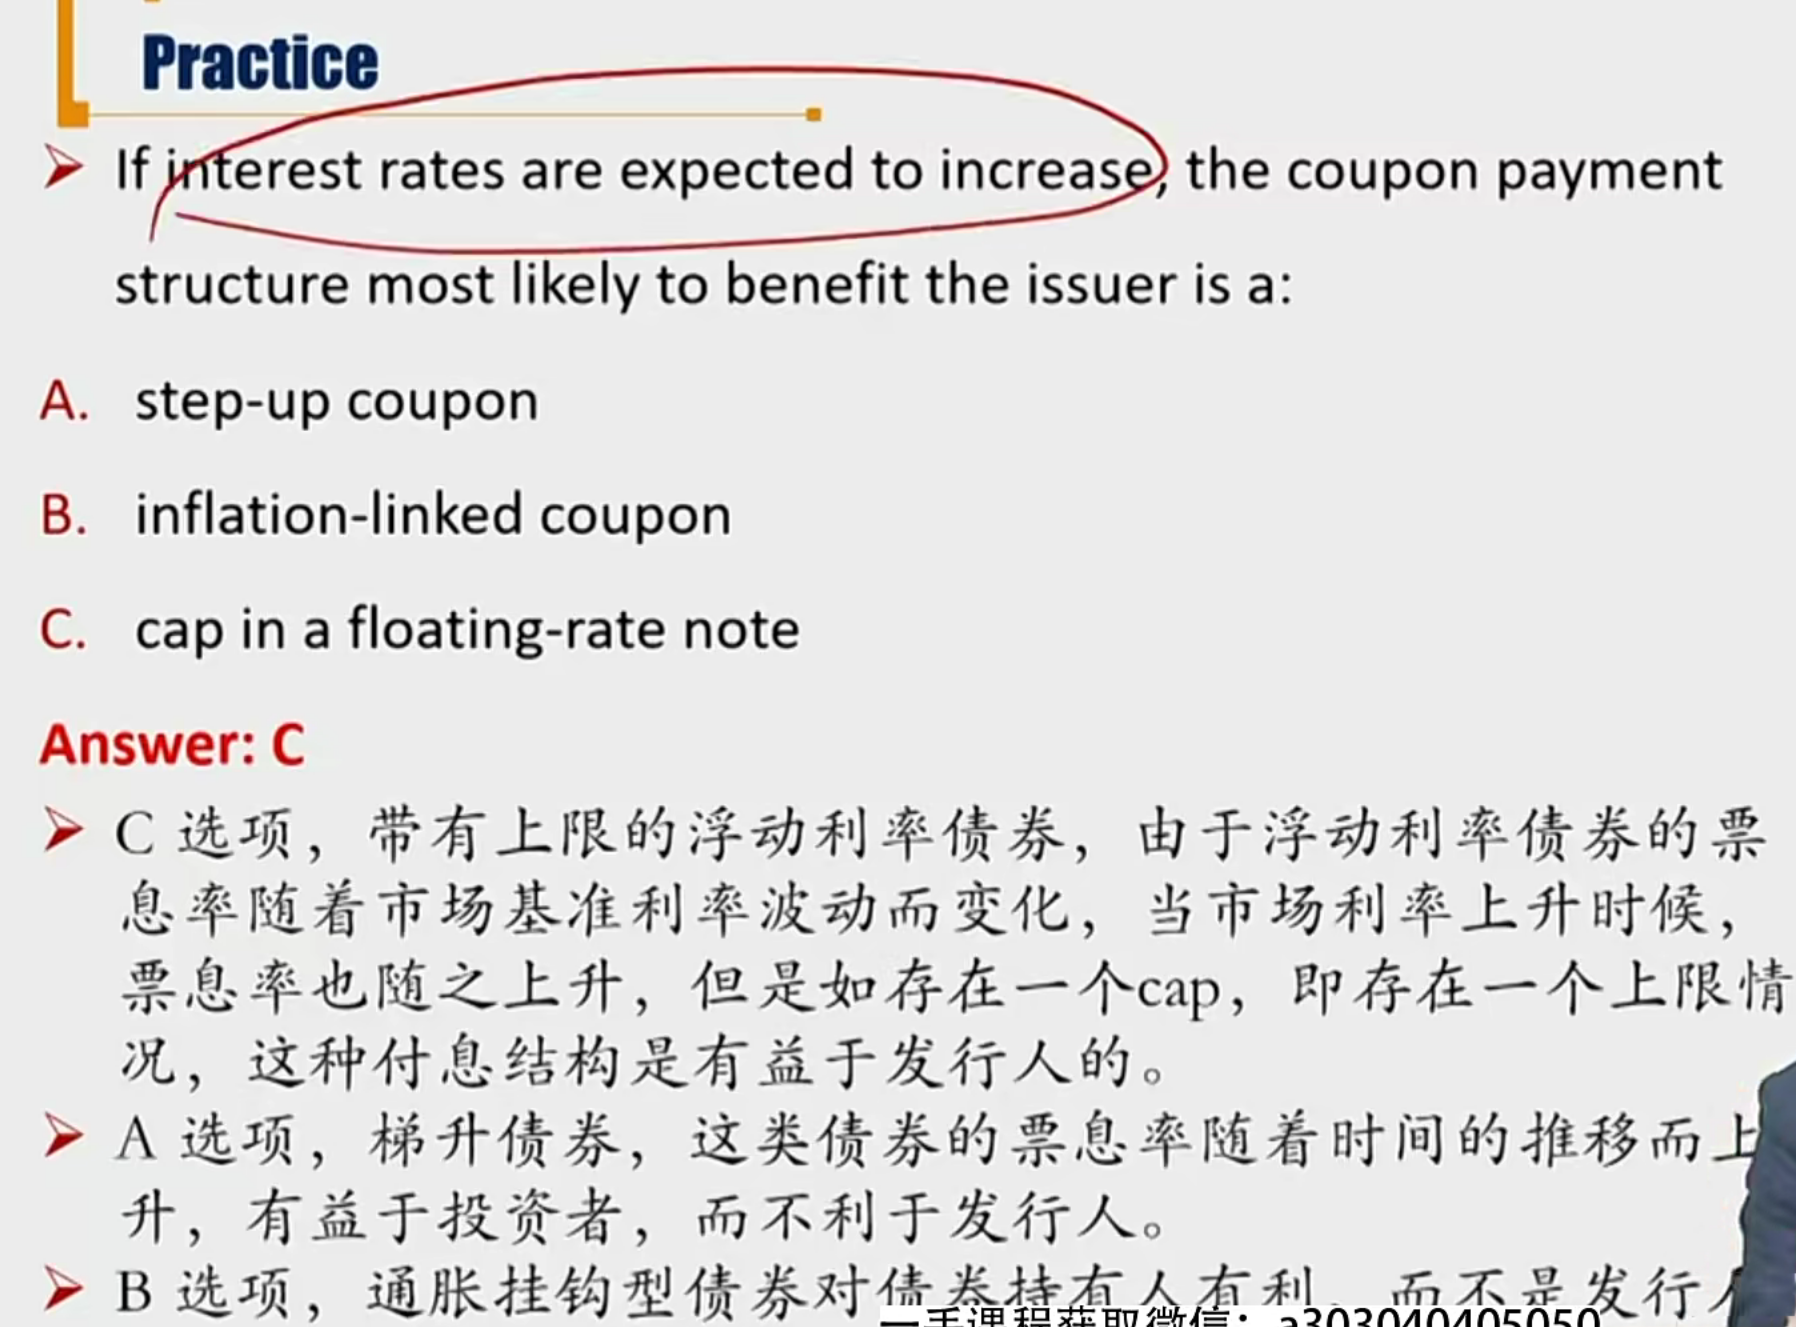 Practice
If interest rates are expected to increase, the coupon payment
structure most likely to benefit the issuer is a:
A. step-up coupon
B. inflation-linked coupon
C. cap in a floating-rate note
Answer: C
C 选项，带有上限的浮动利率债券，由于浮动利率债券的票
息率随着市场基准利率波动而变化，当市场利率上升时候，
票息率也随之上升，但是如存在一个cap，即存在一个上限情
况，这种付息结构是有益于发行人的。
A 选项，梯升债券，这类债券的票息率随着时间的推移而上
升，有益于投资者，而不利于发行人。
B 选项，通胀挂钩型债券对债券持有人有利，而不是发行人
一手课程获取微信：a303040405050